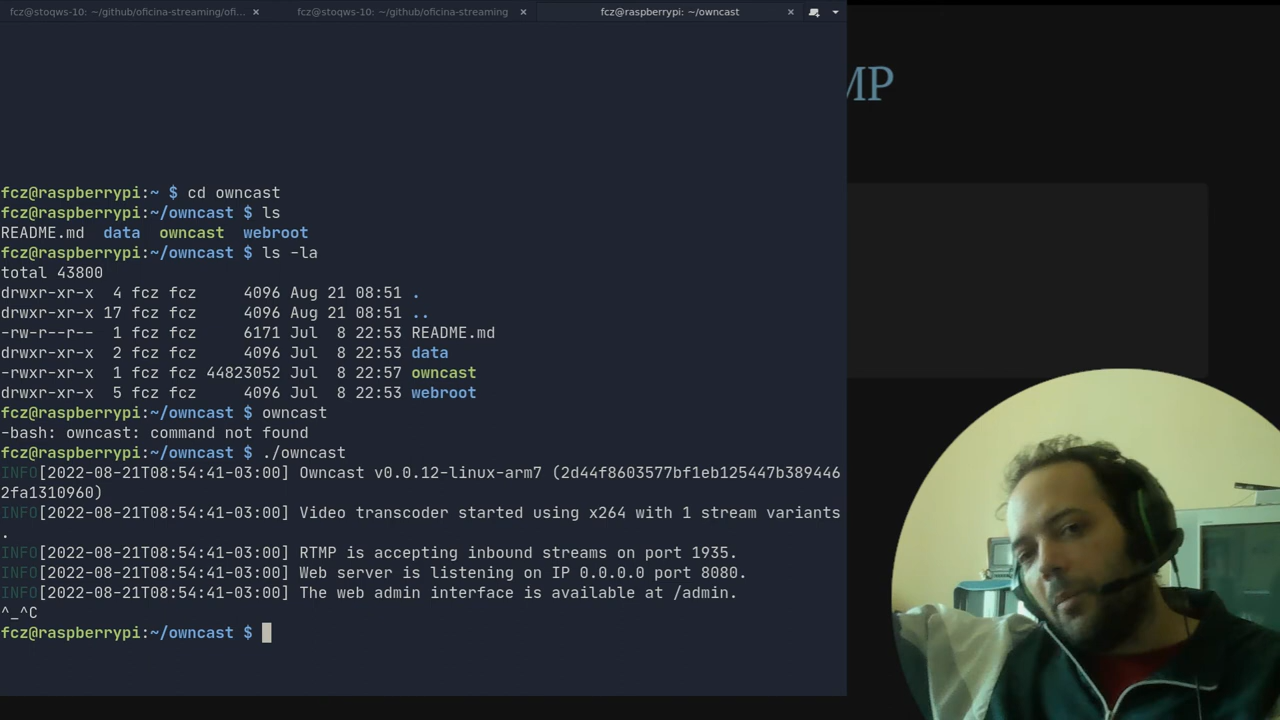 fcz@stoqws-10: ~/github/oficina-streaming/ofi...
fcz@stoqws-10: ~/github/oficina-streaming
fcz@raspberrypi: ~/owncast
MP
fcz@raspberrypi:~ $ cd owncast
fcz@raspberrypi:~/owncast $ ls
README.md  data  owncast  webroot
fcz@raspberrypi:~/owncast $ ls -la
total 43800
drwxr-xr-x  4 fcz fcz     4096 Aug 21 08:51 .
drwxr-xr-x 17 fcz fcz     4096 Aug 21 08:51 ..
-rw-r--r--  1 fcz fcz     6171 Jul  8 22:53 README.md
drwxr-xr-x  2 fcz fcz     4096 Jul  8 22:53 data
-rwxr-xr-x  1 fcz fcz 44823052 Jul  8 22:57 owncast
drwxr-xr-x  5 fcz fcz     4096 Jul  8 22:53 webroot
fcz@raspberrypi:~/owncast $ owncast
-bash: owncast: command not found
fcz@raspberrypi:~/owncast $ ./owncast
INFO[2022-08-21T08:54:41-03:00] Owncast v0.0.12-linux-arm7 (2d44f8603577bf1eb125447b389446
2fa1310960)
INFO[2022-08-21T08:54:41-03:00] Video transcoder started using x264 with 1 stream variants
.
INFO[2022-08-21T08:54:41-03:00] RTMP is accepting inbound streams on port 1935.
INFO[2022-08-21T08:54:41-03:00] Web server is listening on IP 0.0.0.0 port 8080.
INFO[2022-08-21T08:54:41-03:00] The web admin interface is available at /admin.
^_^C
fcz@raspberrypi:~/owncast $